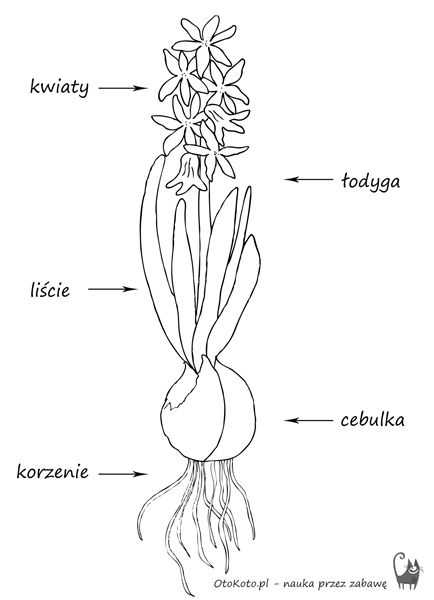 kwiaty
łodyga
liście
cebulka
korzenie
OtoKoto.pl - nauka przez zabawę